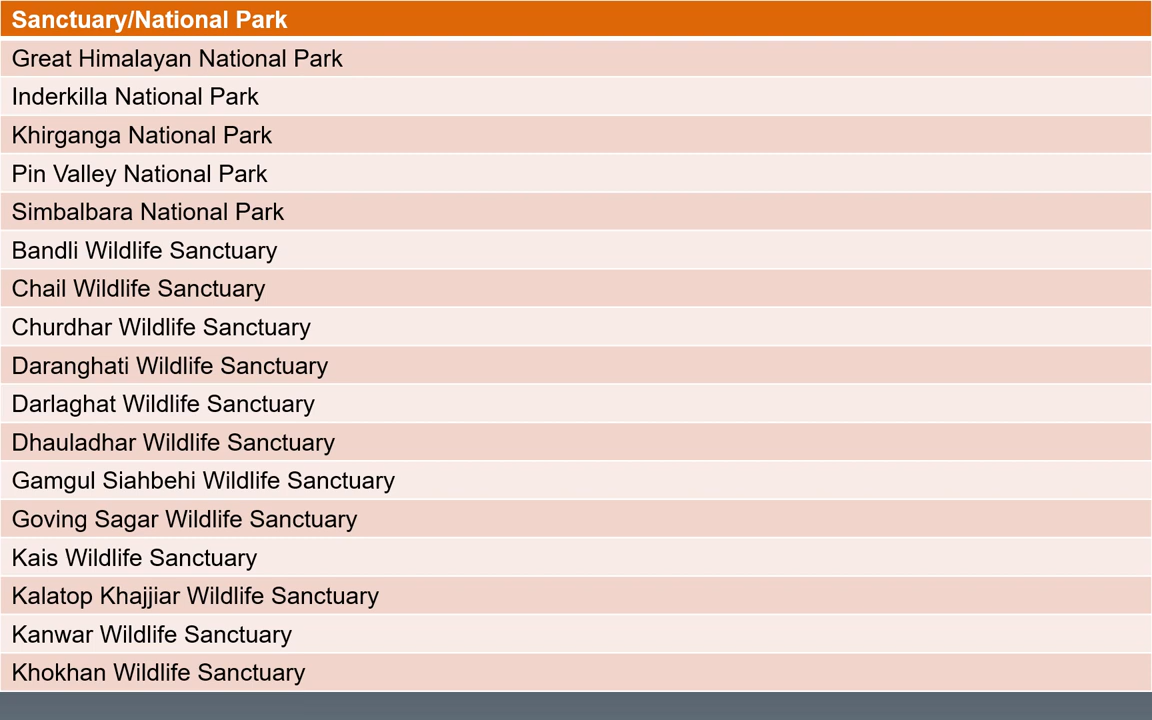 Sanctuary/National Park
Great Himalayan National Park
Inderkilla National Park
Khirganga National Park
Pin Valley National Park
Simbalbara National Park
Bandli Wildlife Sanctuary
Chail Wildlife Sanctuary
Churdhar Wildlife Sanctuary
Daranghati Wildlife Sanctuary
Darlaghat Wildlife Sanctuary
Dhauladhar Wildlife Sanctuary
Gamgul Siahbehi Wildlife Sanctuary
Goving Sagar Wildlife Sanctuary
Kais Wildlife Sanctuary
Kalatop Khajjiar Wildlife Sanctuary
Kanwar Wildlife Sanctuary
Khokhan Wildlife Sanctuary